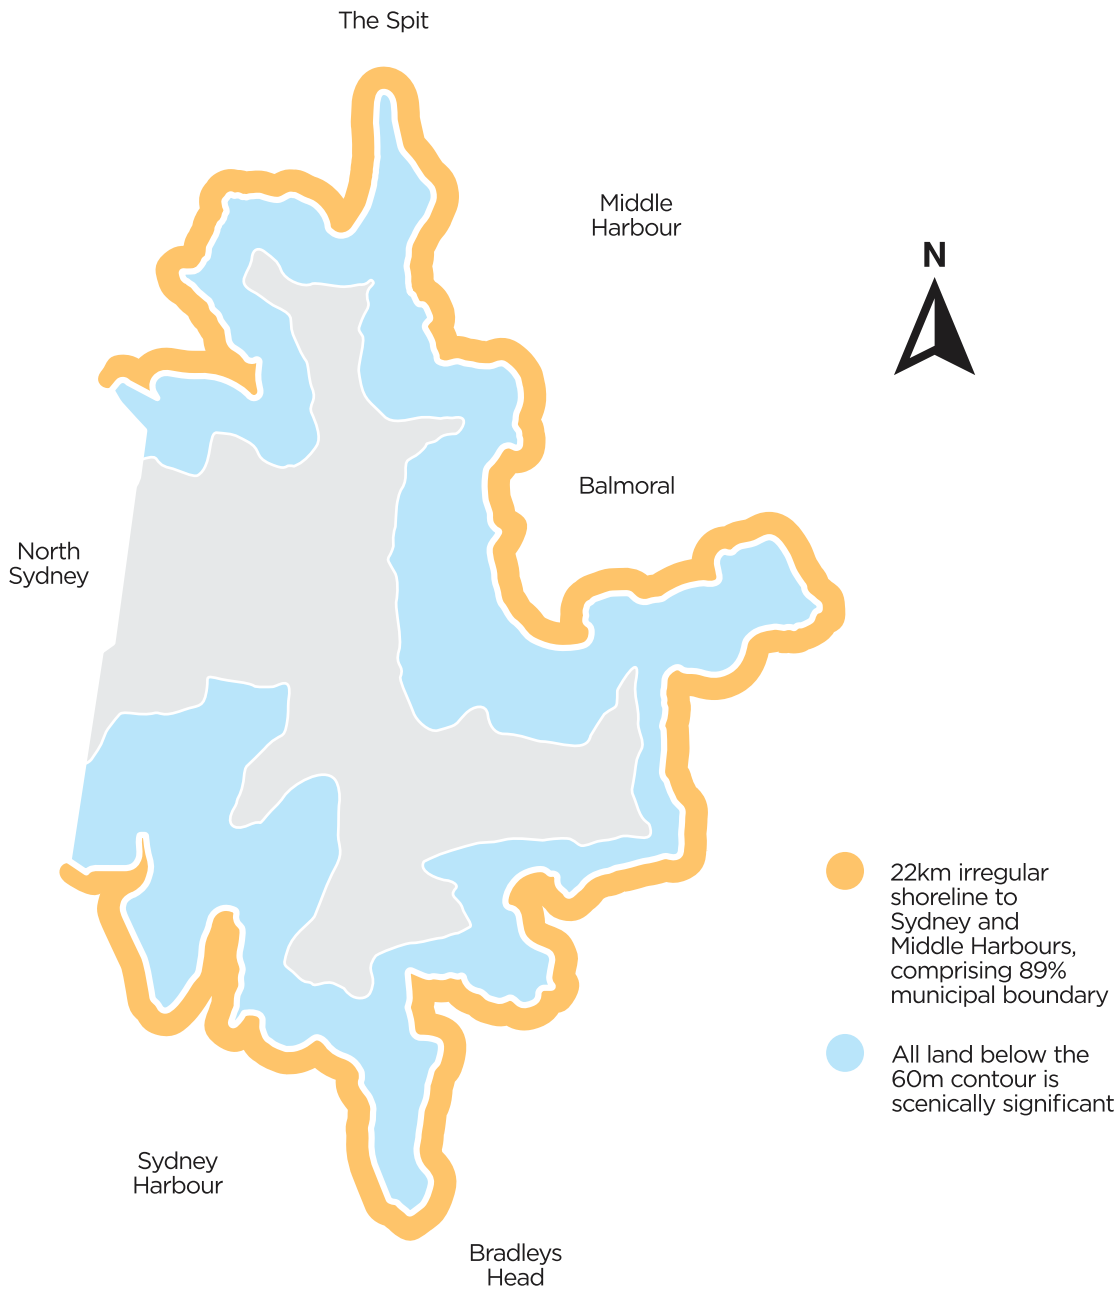 The Spit
Middle
Harbour
N
Balmoral
North
Sydney
22km irregular
shoreline to
Sydney and
Middle Harbours,
comprising 89%
municipal boundary
All land below the
60m contour is
scenically significant
Sydney
Harbour
Bradleys
Head